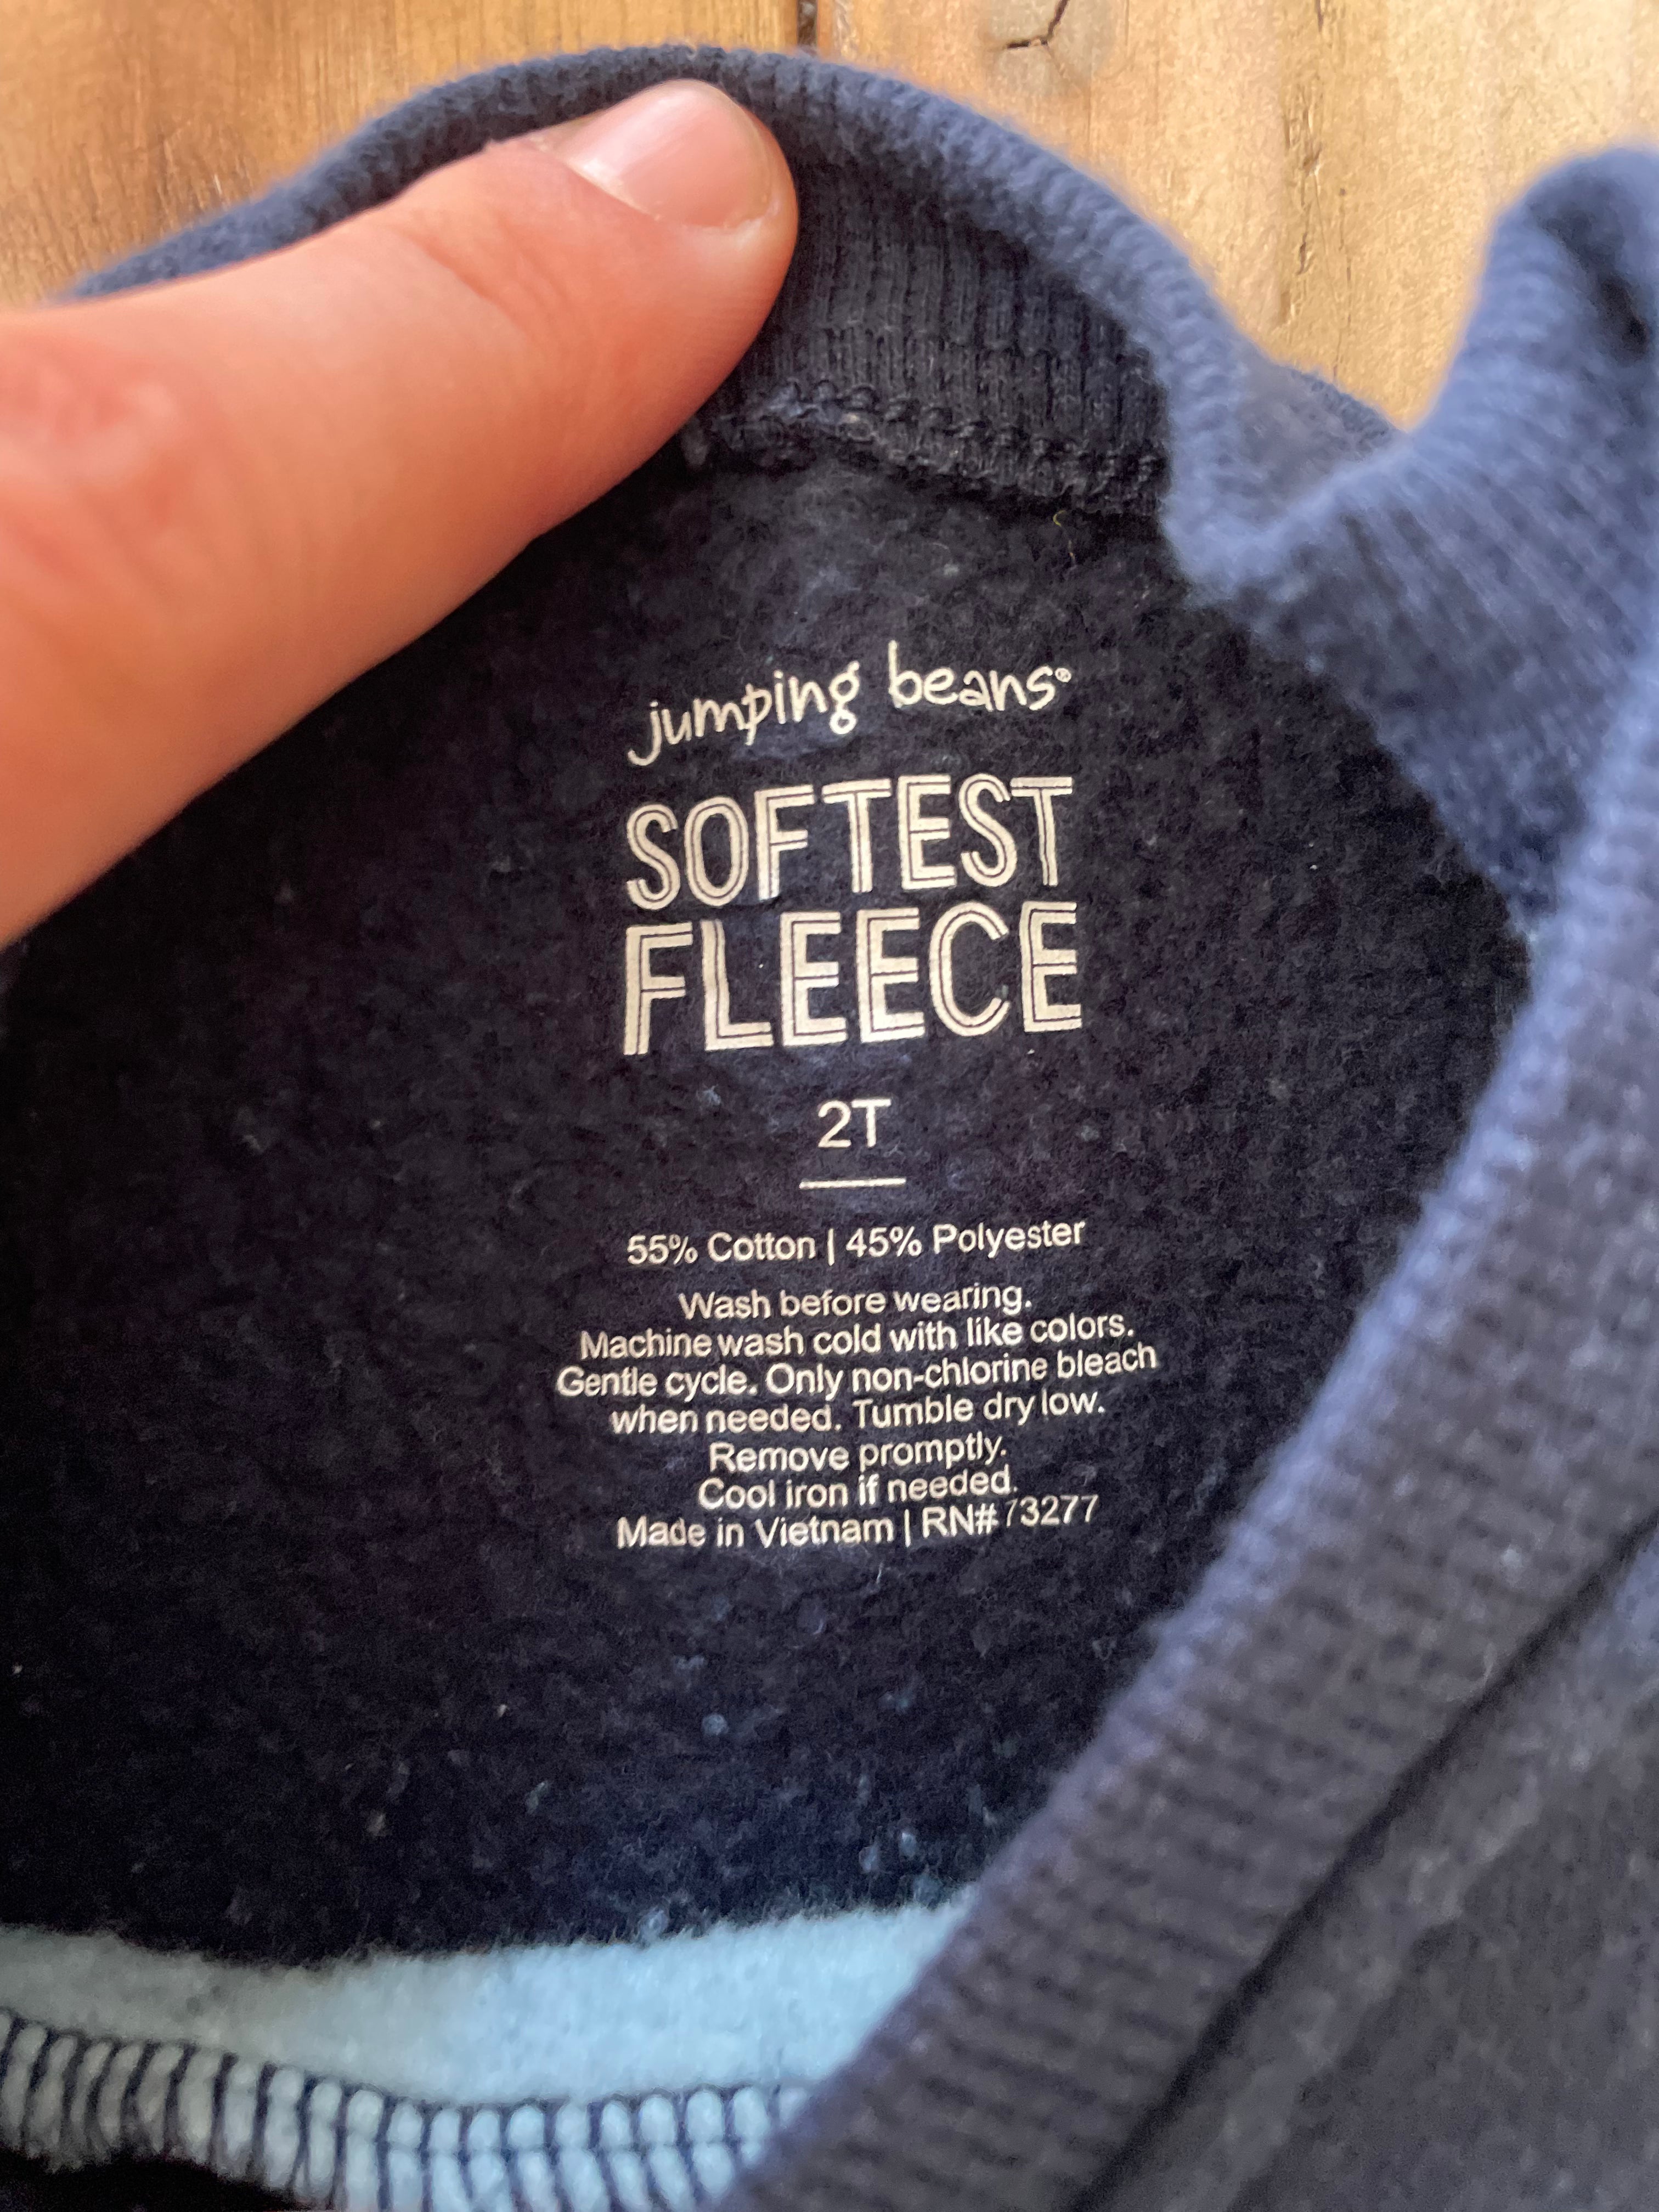 jumping beans®
SOFTEST
FLEECE
2T
55% Cotton | 45% Polyester
Wash before wearing.
Machine wash cold with like colors.
Gentle cycle. Only non-chlorine bleach
when needed. Tumble dry low.
Remove promptly.
Cool iron if needed.
Made in Vietnam | RN# 73277